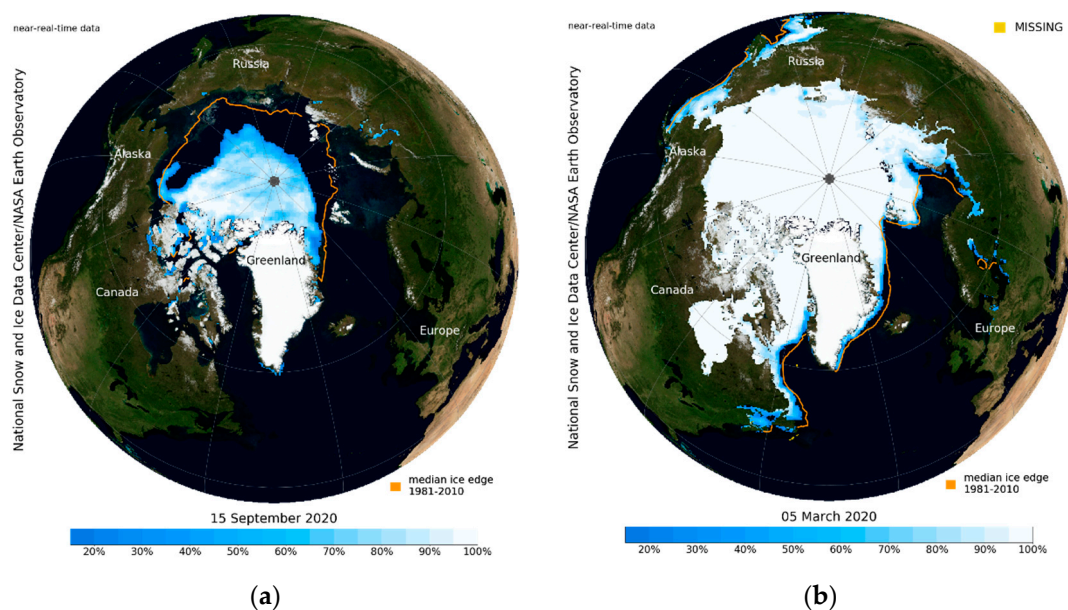 near-real-time data
National Snow and Ice Data Center/NASA Earth Observatory
Russia
Alaska
Greenland
Canada
Europe
median ice edge
1981-2010
15 September 2020
20% 30% 40% 50% 60% 70% 80% 90% 100%
(a)
near-real-time data
MISSING
National Snow and Ice Data Center/NASA Earth Observatory
Russia
Alaska
Greenland
Canada
Europe
median ice edge
1981-2010
05 March 2020
20% 30% 40% 50% 60% 70% 80% 90% 100%
(b)